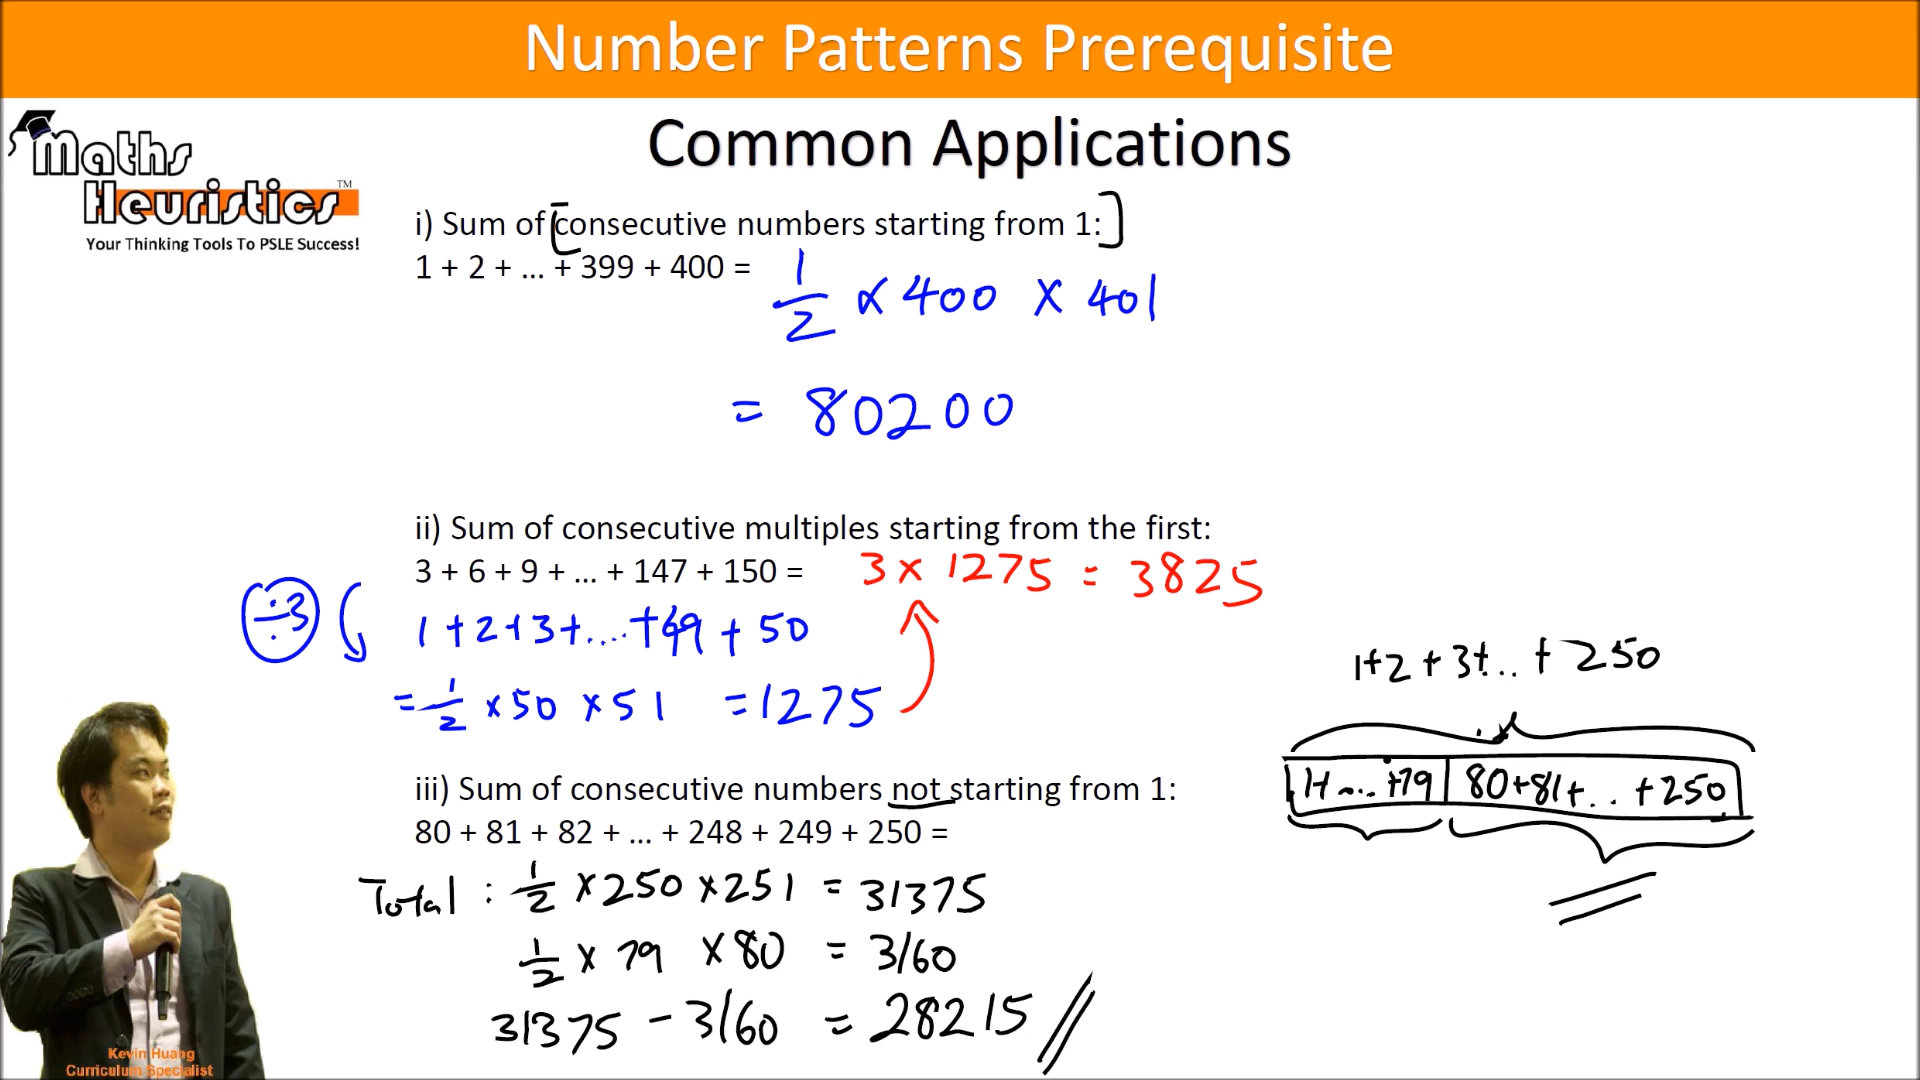 Number Patterns Prerequisite
Maths
Heuristics™
Your Thinking Tools To PSLE Success!
Common Applications
i) Sum of [consecutive numbers starting from 1:]
1 + 2 + ... + 399 + 400 = 1/2 × 400 × 401
= 80200
ii) Sum of consecutive multiples starting from the first:
3 + 6 + 9 + ... + 147 + 150 = 3 × 1275 = 3825
÷3 1+2+3+....+49+50
= 1/2 × 50 × 51 = 1275
1+2+3+...+250
1+....+79 80+81+...+250
iii) Sum of consecutive numbers not starting from 1:
80 + 81 + 82 + ... + 248 + 249 + 250 =
Total : 1/2 × 250 × 251 = 31375
1/2 × 79 × 80 = 3160
31375 - 3160 = 28215
Kevin Huang
Curriculum Specialist